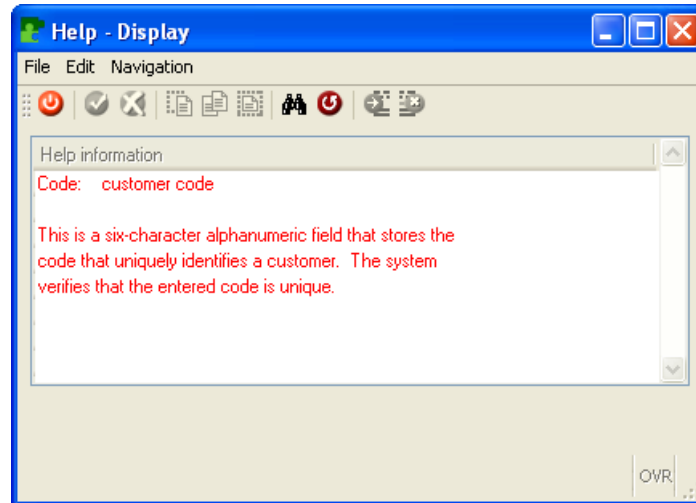 Help - Display
File Edit Navigation
Help information
Code: customer code
This is a six-character alphanumeric field that stores the
code that uniquely identifies a customer. The system
verifies that the entered code is unique.
OVR